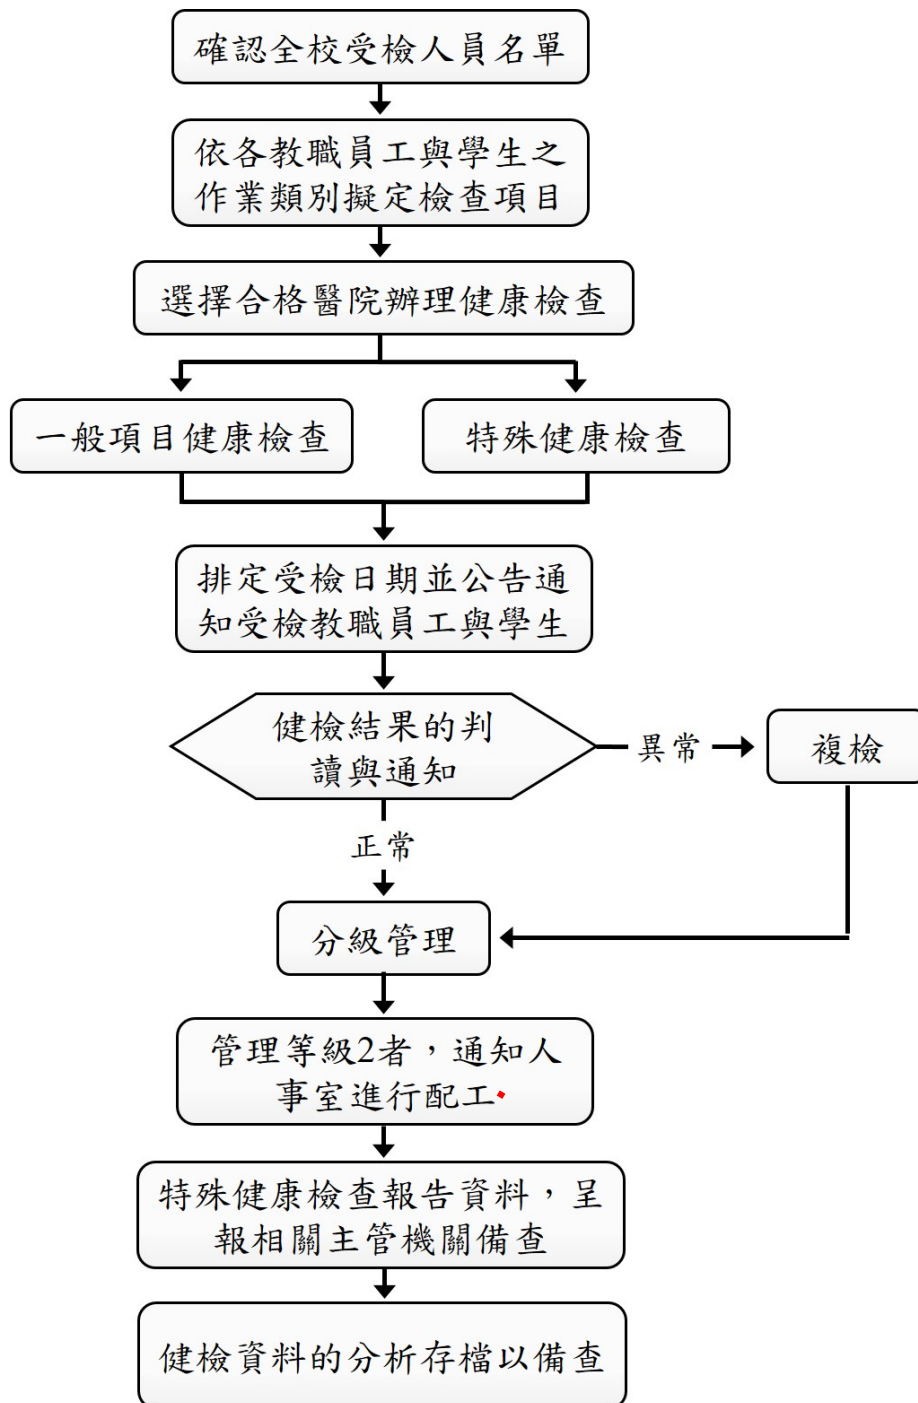 確認全校受檢人員名單
依各教職員工與學生之
作業類別擬定檢查項目
選擇合格醫院辦理健康檢查
一般項目健康檢查
特殊健康檢查
排定受檢日期並公告通
知受檢教職員工與學生
健檢結果的判
讀與通知
異常
複檢
正常
分級管理
管理等級2者，通知人
事室進行配工
特殊健康檢查報告資料，呈
報相關主管機關備查
健檢資料的分析存檔以備查